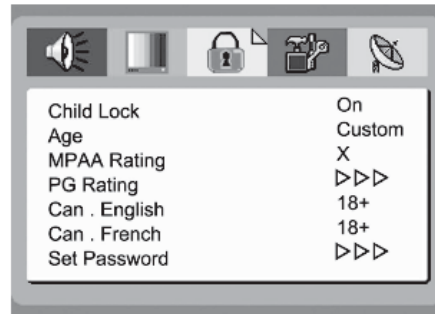 Child Lock On
Age Custom
MPAA Rating X
PG Rating ▷▷▷
Can . English 18+
Can . French 18+
Set Password ▷▷▷